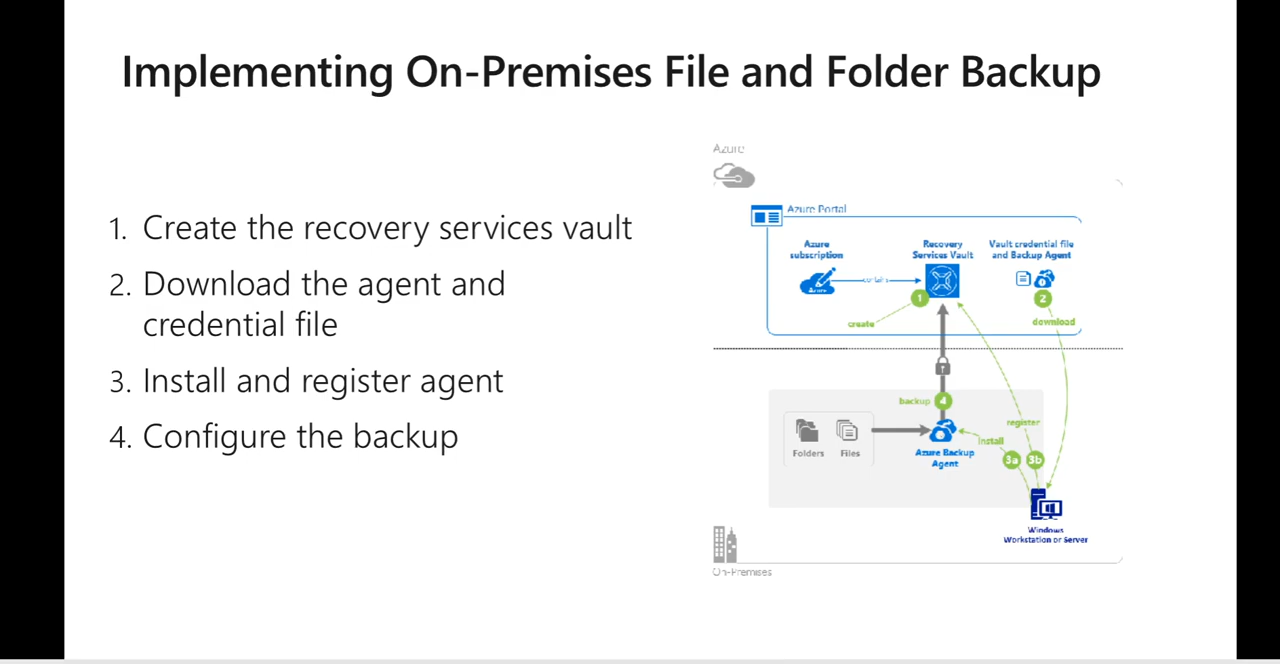 Implementing On-Premises File and Folder Backup
1. Create the recovery services vault
2. Download the agent and
credential file
3. Install and register agent
4. Configure the backup
Azure
Azure Portal
Azure
subscription
Recovery
Services Vault
Vault credential file
and Backup Agent
Azure
contains
1
2
create
download
backup
4
register
install
Folders
Files
Azure Backup
Agent
3a
3b
Windows
Workstation or Server
On-Premises